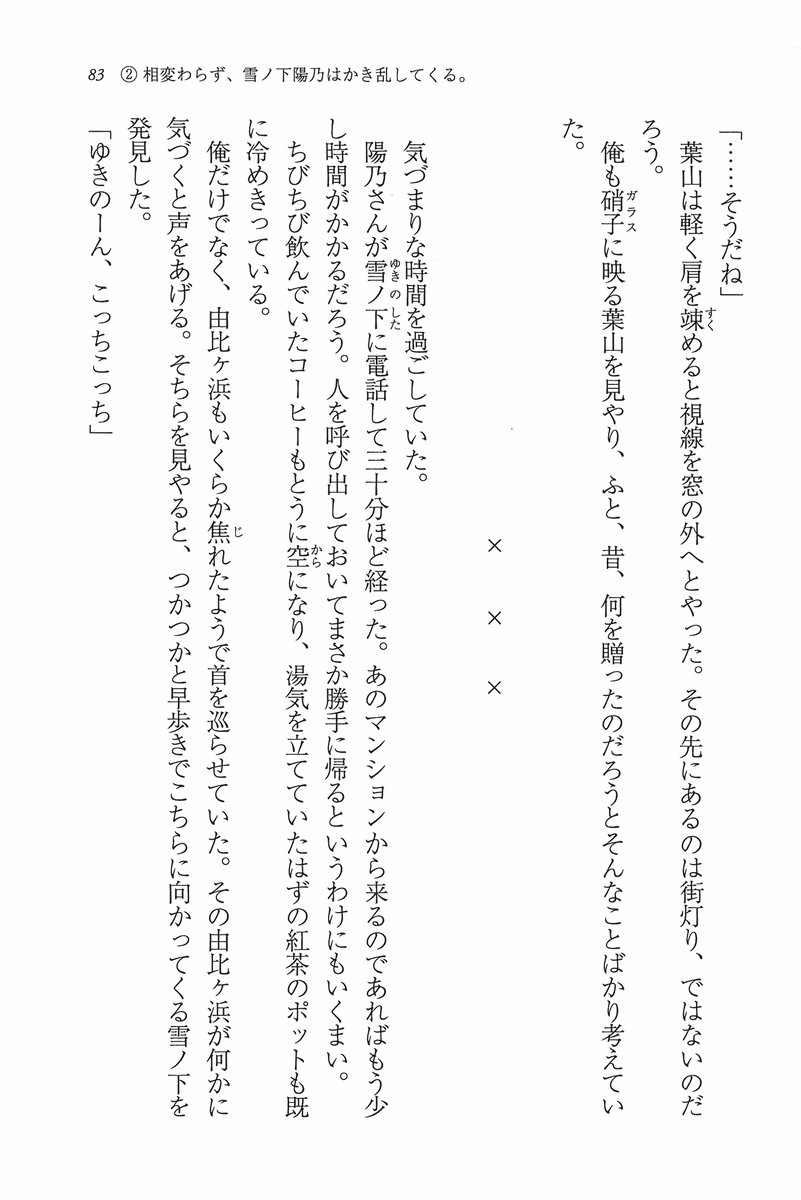 83 ② 相変わらず、雪ノ下陽乃はかき乱してくる。
「……そうだね」
葉山は軽く肩を竦めると視線を窓の外へとやった。その先にあるのは街灯り、ではないのだ
ろう。
俺も硝子に映る葉山を見やり、ふと、昔、何を贈ったのだろうとそんなことばかり考えてい
た。
× × ×
気づまりな時間を過ごしていた。
陽乃さんが雪ノ下に電話して三十分ほど経った。あのマンションから来るのであればもう少
し時間がかかるだろう。人を呼び出しておいてまさか勝手に帰るというわけにもいくまい。
ちびちび飲んでいたコーヒーもとうに空になり、湯気を立てていたはずの紅茶のポットも既
に冷めきっている。
俺だけでなく、由比ヶ浜もいくらか焦れたようで首を巡らせていた。その由比ヶ浜が何かに
気づくと声をあげる。そちらを見やると、つかつかと早歩きでこちらに向かってくる雪ノ下を
発見した。
「ゆきのーん、こっちこっち」